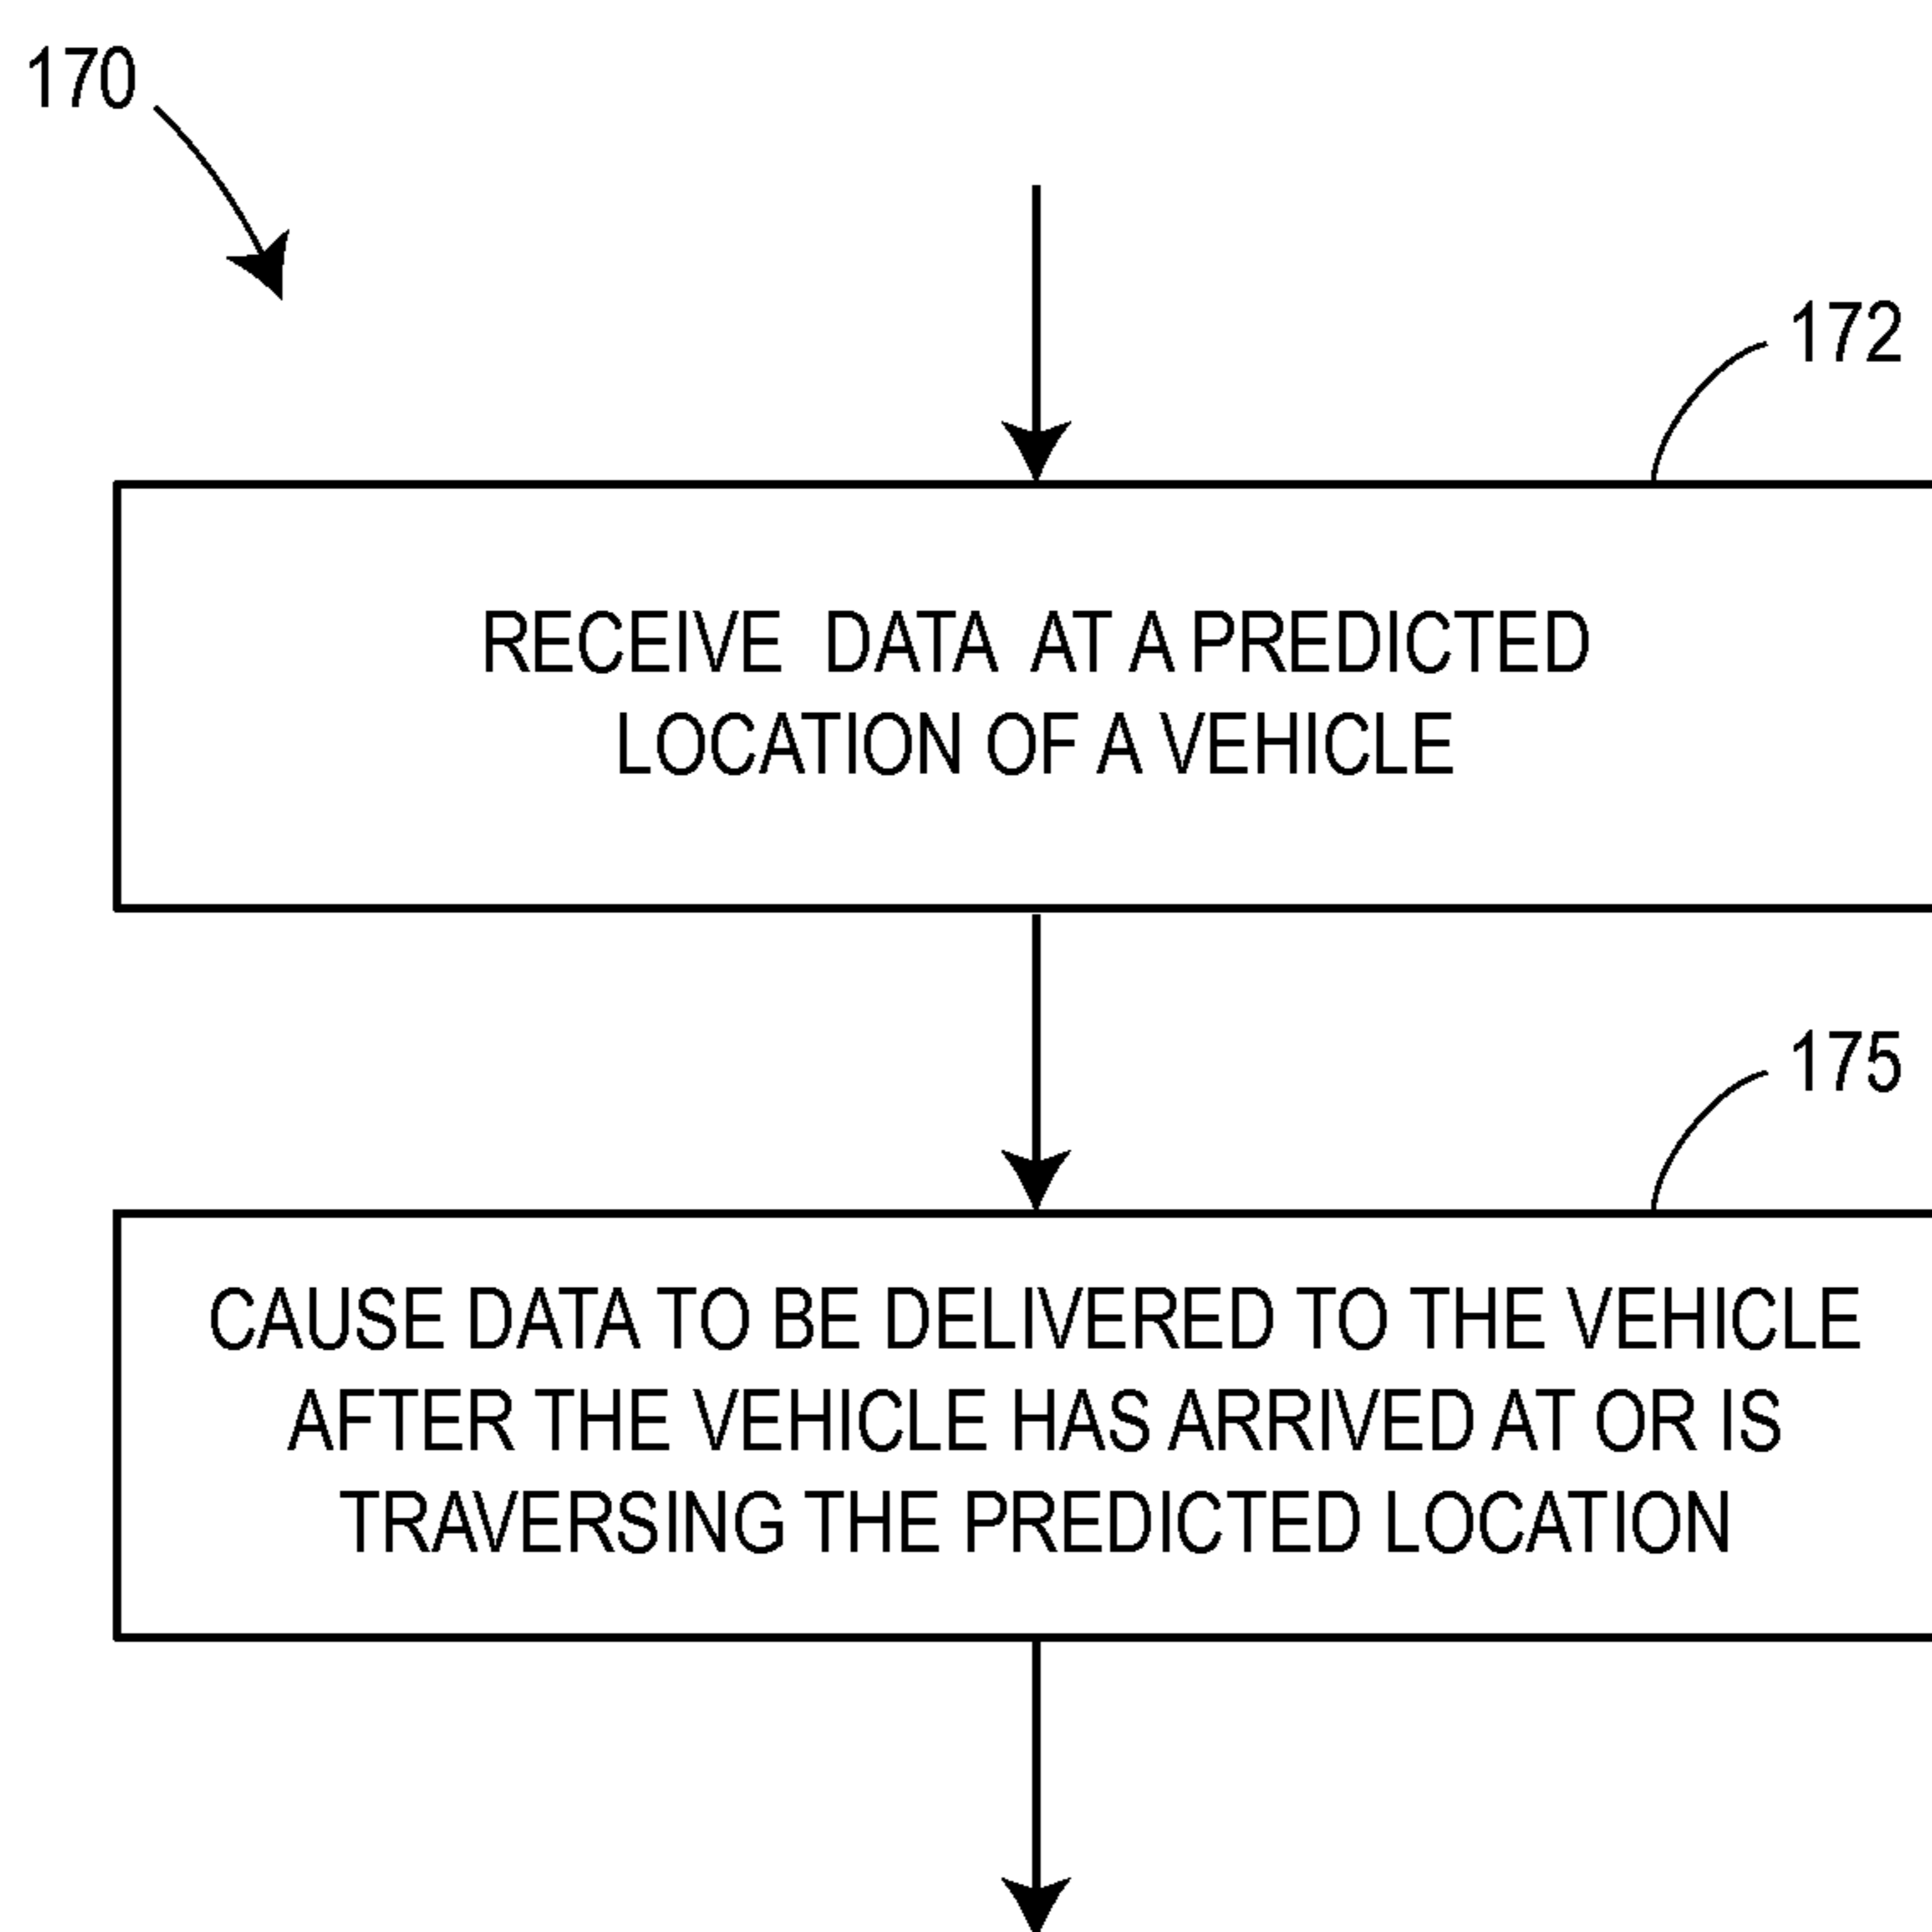 170
172
RECEIVE DATA AT A PREDICTED
LOCATION OF A VEHICLE
175
CAUSE DATA TO BE DELIVERED TO THE VEHICLE
AFTER THE VEHICLE HAS ARRIVED AT OR IS
TRAVERSING THE PREDICTED LOCATION